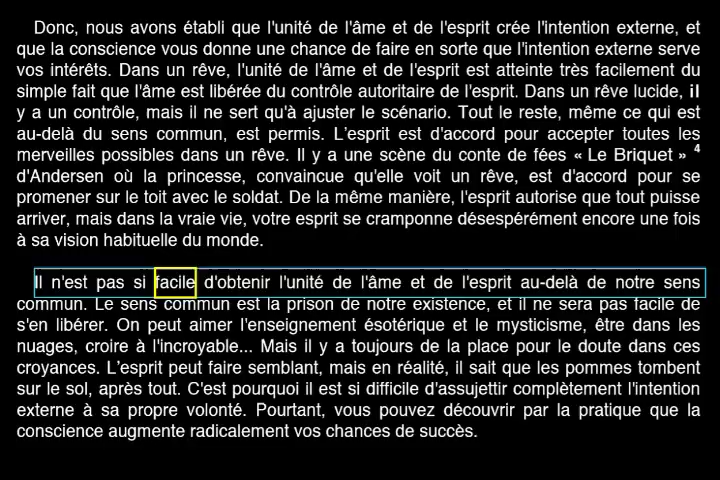 Donc, nous avons établi que l'unité de l'âme et de l'esprit crée l'intention externe, et
que la conscience vous donne une chance de faire en sorte que l'intention externe serve
vos intérêts. Dans un rêve, l'unité de l'âme et de l'esprit est atteinte très facilement du
simple fait que l'âme est libérée du contrôle autoritaire de l'esprit. Dans un rêve lucide, il
y a un contrôle, mais il ne sert qu'à ajuster le scénario. Tout le reste, même ce qui est
au-delà du sens commun, est permis. L'esprit est d'accord pour accepter toutes les
merveilles possibles dans un rêve. Il y a une scène du conte de fées « Le Briquet » 4
d'Andersen où la princesse, convaincue qu'elle voit un rêve, est d'accord pour se
promener sur le toit avec le soldat. De la même manière, l'esprit autorise que tout puisse
arriver, mais dans la vraie vie, votre esprit se cramponne désespérément encore une fois
à sa vision habituelle du monde.
Il n'est pas si facile d'obtenir l'unité de l'âme et de l'esprit au-delà de notre sens
commun. Le sens commun est la prison de notre existence, et il ne sera pas facile de
s'en libérer. On peut aimer l'enseignement ésotérique et le mysticisme, être dans les
nuages, croire à l'incroyable... Mais il y a toujours de la place pour le doute dans ces
croyances. L'esprit peut faire semblant, mais en réalité, il sait que les pommes tombent
sur le sol, après tout. C'est pourquoi il est si difficile d'assujettir complètement l'intention
externe à sa propre volonté. Pourtant, vous pouvez découvrir par la pratique que la
conscience augmente radicalement vos chances de succès.